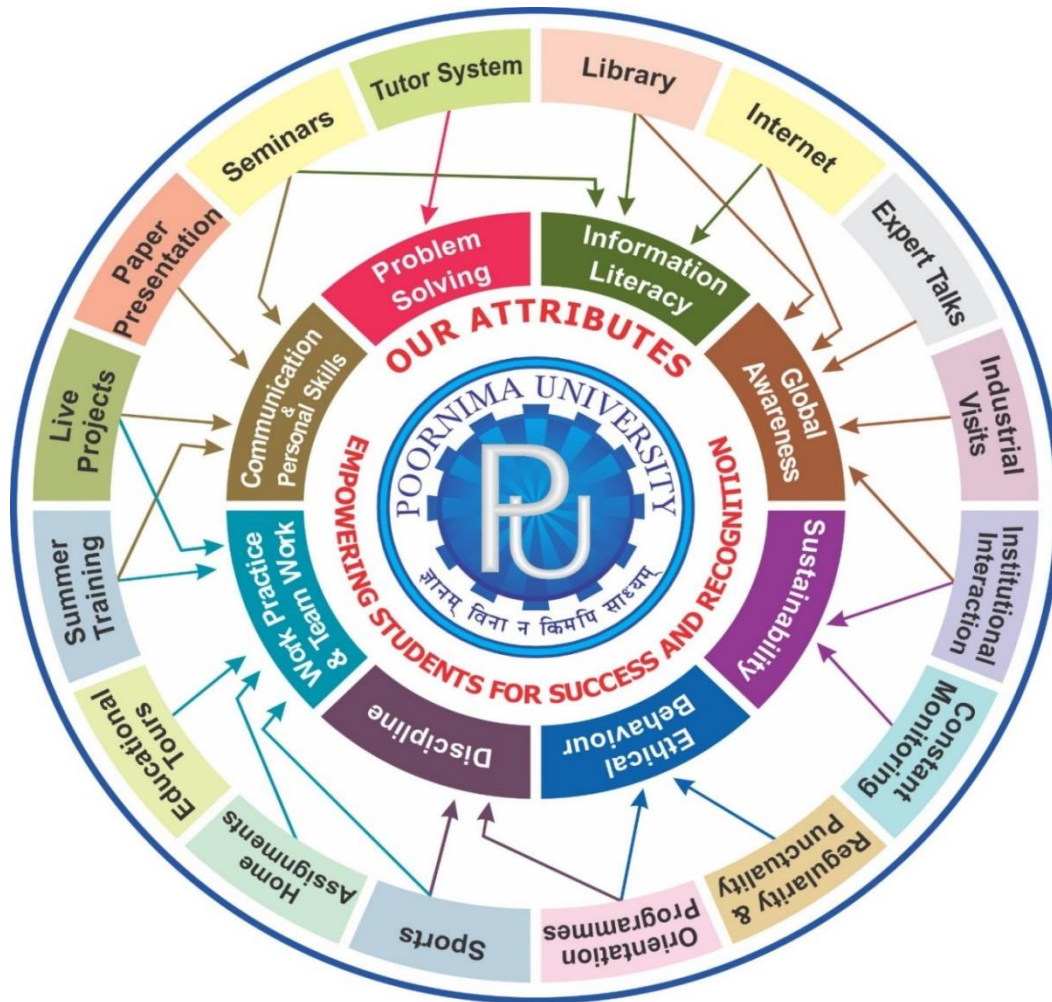 Tutor System
Library
Internet
Expert Talks
Industrial
Visits
Institutional
Interaction
Constant
Monitoring
Regularity &
Punctuality
Orientation
Programmes
Sports
Home
Assignments
Educational
Tours
Summer
Training
Live
Projects
Paper
Presentation
Seminars
Problem
Solving
Information
Literacy
Global
Awareness
Sustainability
Ethical
Behaviour
Discipline
Work Practice
& Team Work
Communication
&
Personal Skills
OUR ATTRIBUTES
EMPOWERING STUDENTS FOR SUCCESS AND RECOGNITION
POORNIMA UNIVERSITY
PU
ज्ञानम् विना न किमपि साध्यम्